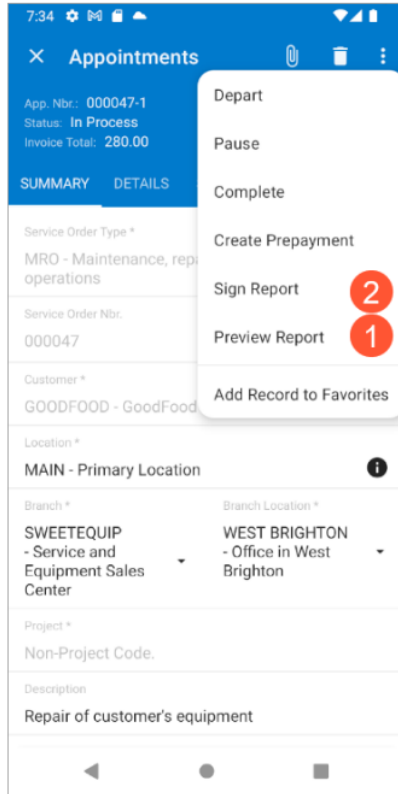 7:34
Appointments
App. Nbr.: 000047-1
Status: In Process
Invoice Total: 280.00
SUMMARY DETAILS
Depart
Pause
Complete
Create Prepayment
Sign Report 2
Preview Report 1
Add Record to Favorites
Service Order Type *
MRO - Maintenance, repa
operations
Service Order Nbr.
000047
Customer *
GOODFOOD - GoodFood
Location *
MAIN - Primary Location
Branch *
SWEETEQUIP
- Service and
Equipment Sales
Center
Branch Location *
WEST BRIGHTON
- Office in West
Brighton
Project *
Non-Project Code.
Description
Repair of customer's equipment